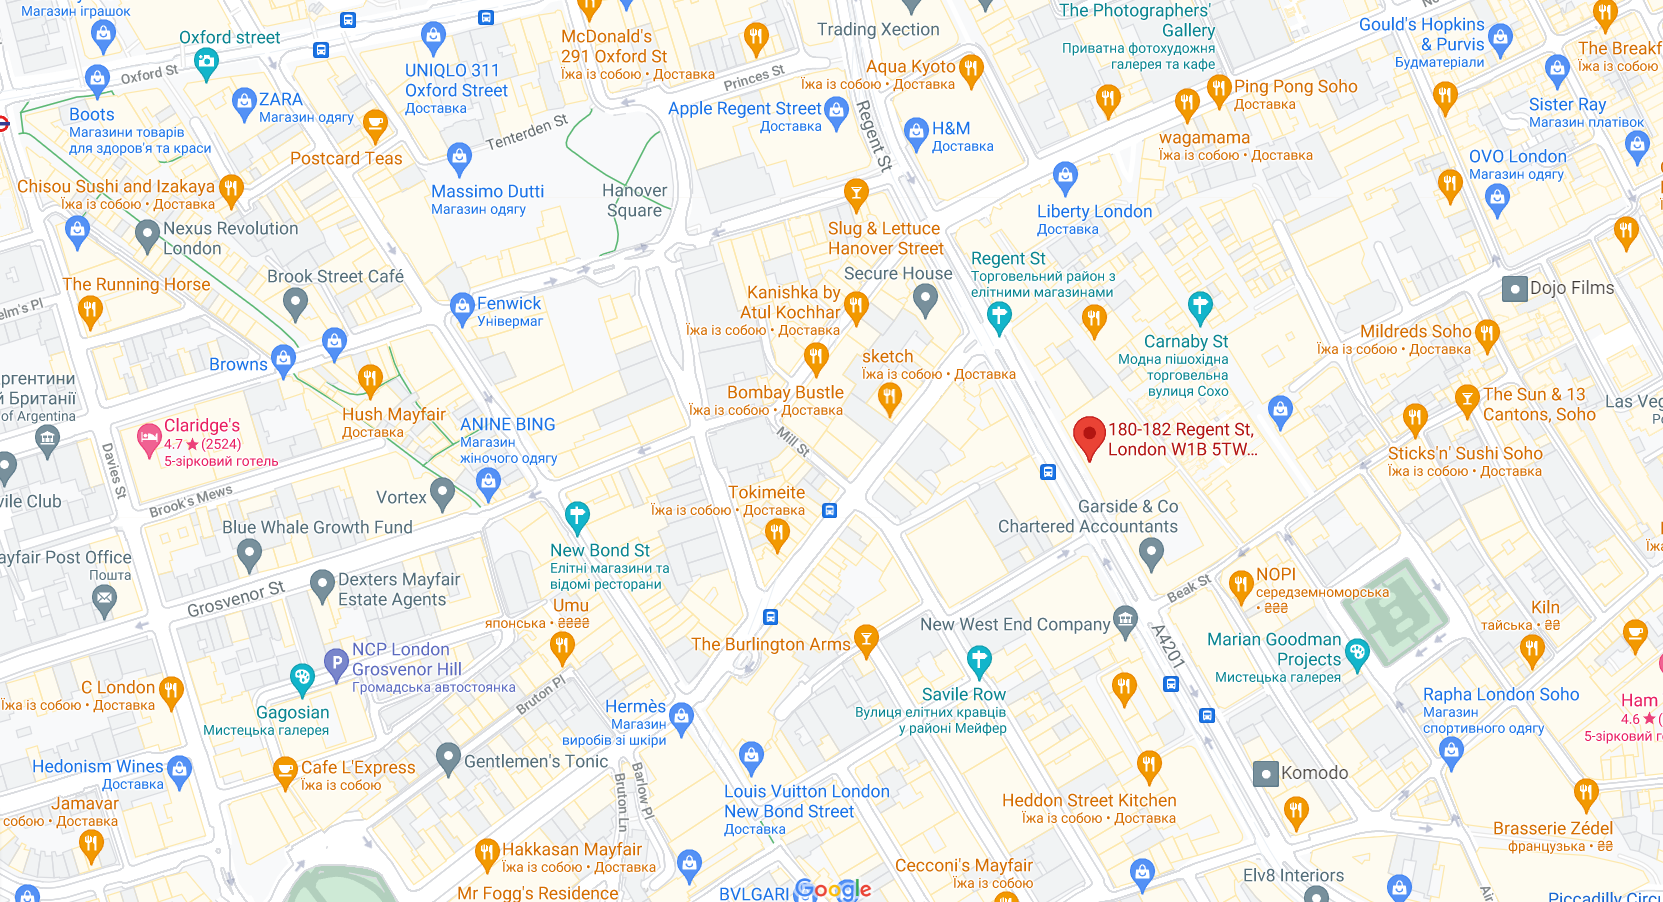 Магазин іграшок
Oxford street
Oxford St
McDonald's
291 Oxford St
Їжа із собою • Доставка
Trading Xection
The Photographers'
Gallery
Приватна фотохудожня
галерея та кафе
Gould's Hopkins
& Purvis
Будматеріали
The Breakf
Їжа із собою
UNIQLO 311
Oxford Street
Доставка
Princes St
Aqua Kyoto
Їжа із собою • Доставка
Ping Pong Soho
Доставка
ZARA
Магазин одягу
Boots
Магазини товарів
для здоров'я та краси
Apple Regent Street
Доставка
Regent St
H&M
Доставка
Sister Ray
Магазин платівок
Tenterden St
Postcard Teas
wagamama
Їжа із собою • Доставка
OVO London
Магазин одягу
Chisou Sushi and Izakaya
Їжа із собою • Доставка
Massimo Dutti
Магазин одягу
Hanover
Square
Liberty London
Доставка
Nexus Revolution
London
Slug & Lettuce
Hanover Street
Regent St
Торговельний район з
елітними магазинами
Secure House
The Running Horse
Brook Street Café
Kanishka by
Atul Kochhar
Їжа із собою • Доставка
Dojo Films
elm's Pl
Fenwick
Універмаг
Carnaby St
Модна пішохідна
торговельна
вулиця Сохо
Mildreds Soho
Їжа із собою • Доставка
sketch
Їжа із собою • Доставка
Browns
ргентини
й Британії
of Argentina
Bombay Bustle
Їжа із собою • Доставка
The Sun & 13
Cantons, Soho
Las Veg
Hush Mayfair
Доставка
ANINE BING
Магазин
жіночого одягу
Claridge's
4.7 ★ (2524)
5-зірковий готель
180-182 Regent St,
London W1B 5TW...
Mill St
Davies St
Sticks'n' Sushi Soho
Їжа із собою • Доставка
vile Club
Brook's Mews
Vortex
Tokimeite
Їжа із собою • Доставка
Garside & Co
Chartered Accountants
Blue Whale Growth Fund
ayfair Post Office
Пошта
New Bond St
Елітні магазини та
відомі ресторани
Dexters Mayfair
Estate Agents
Grosvenor St
Beak St
NOPI
середземноморська
• ₴₴₴
Umu
японська • ₴₴₴₴
New West End Company
Kiln
тайська • ₴₴
A4201
Marian Goodman
Projects
Мистецька галерея
The Burlington Arms
NCP London
Grosvenor Hill
Громадська автостоянка
C London
Їжа із собою • Доставка
Bruton Pl
Savile Row
Вулиця елітних кравців
у районі Мейфер
Rapha London Soho
Магазин
спортивного одягу
Ham
4.6 ★ (
5-зірковий го
Gagosian
Мистецька галерея
Hermès
Магазин
виробів зі шкіри
Hedonism Wines
Доставка
Cafe L'Express
Їжа із собою
Gentlemen's Tonic
Komodo
Barlow Pl
Bruton Ln
Louis Vuitton London
New Bond Street
Доставка
Heddon Street Kitchen
Їжа із собою • Доставка
Jamavar
собою • Доставка
Brasserie Zédel
французька • ₴₴
Hakkasan Mayfair
Їжа із собою • Доставка
Cecconi's Mayfair
Їжа із собою
Elv8 Interiors
Mr Fogg's Residence
BVLGARI
Google
Piccadilly Circu